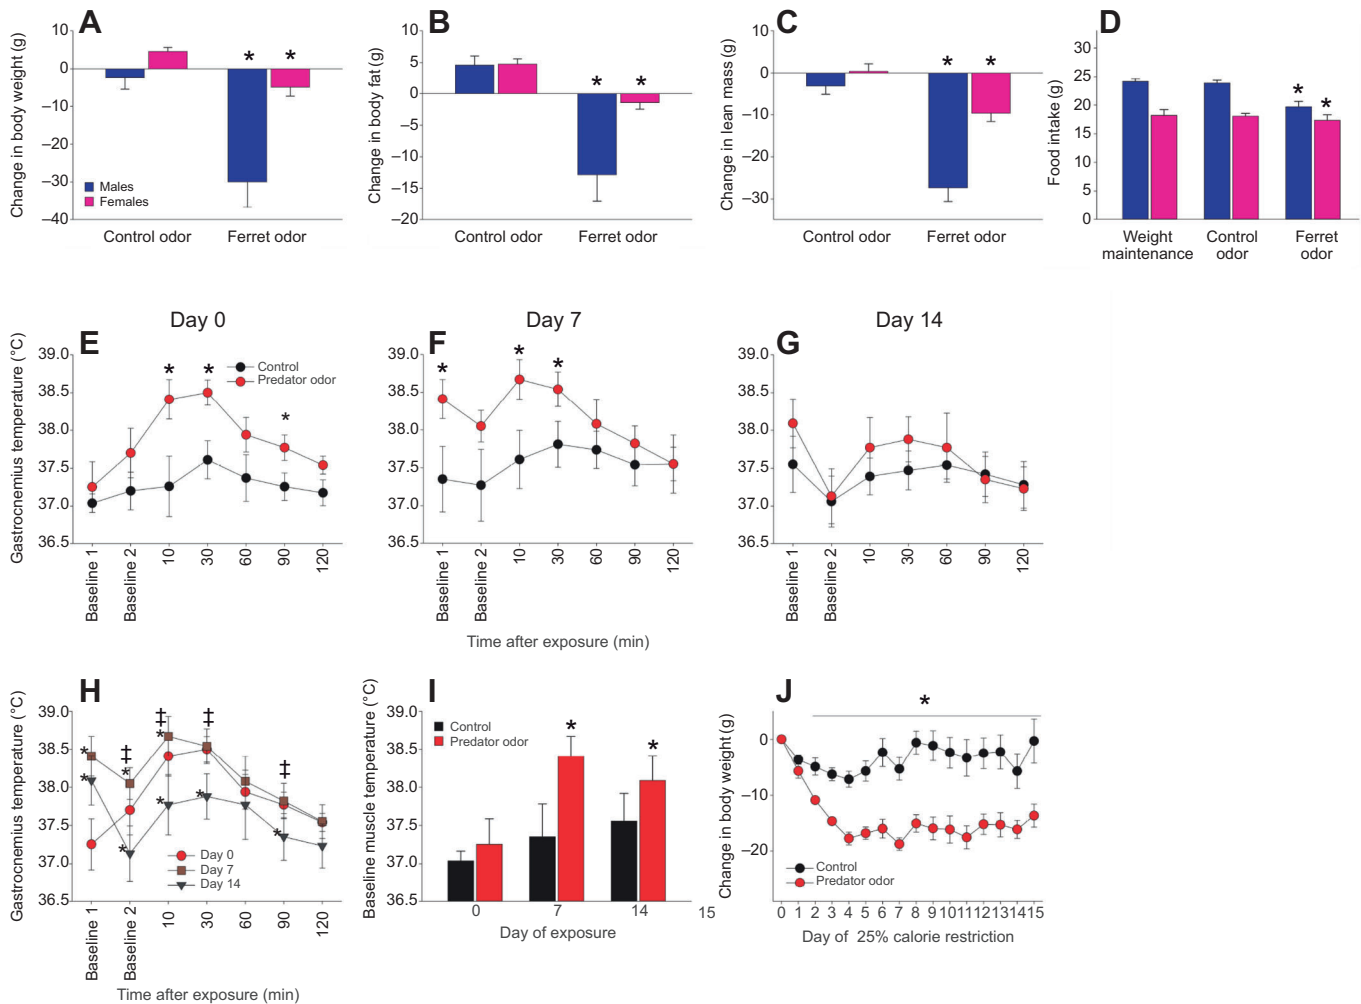 A
Change in body weight (g)
10
0
–10
–20
–30
–40
* *
Males
Females
Control odor Ferret odor
B
Change in body fat (g)
10
5
0
–5
–10
–15
–20
* *
Control odor Ferret odor
C
Change in lean mass (g)
10
0
–10
–20
–30
* *
Control odor Ferret odor
D
Food intake (g)
30
25
20
15
10
5
0
* *
Weight maintenance
Control odor
Ferret odor
Day 0
E
Gastrocnemius temperature (°C)
39.0
38.5
38.0
37.5
37.0
36.5
* * *
Control
Predator odor
Baseline 1
Baseline 2
10
30
60
90
120
Day 7
F
39.0
38.5
38.0
37.5
37.0
36.5
* * *
Baseline 1
Baseline 2
10
30
60
90
120
Time after exposure (min)
Day 14
G
39.0
38.5
38.0
37.5
37.0
36.5
Baseline 1
Baseline 2
10
30
60
90
120
H
Gastrocnemius temperature (°C)
39.0
38.5
38.0
37.5
37.0
36.5
‡ ‡ ‡ ‡
* * * * * * * *
Day 0
Day 7
Day 14
Baseline 1
Baseline 2
10
30
60
90
120
Time after exposure (min)
I
Baseline muscle temperature (°C)
39.0
38.5
38.0
37.5
37.0
36.5
Control
Predator odor
* *
0 7 14 15
Day of exposure
J
Change in body weight (g)
0
–10
–20
*
Control
Predator odor
0 1 2 3 4 5 6 7 8 9 10 11 12 13 14 15
Day of 25% calorie restriction